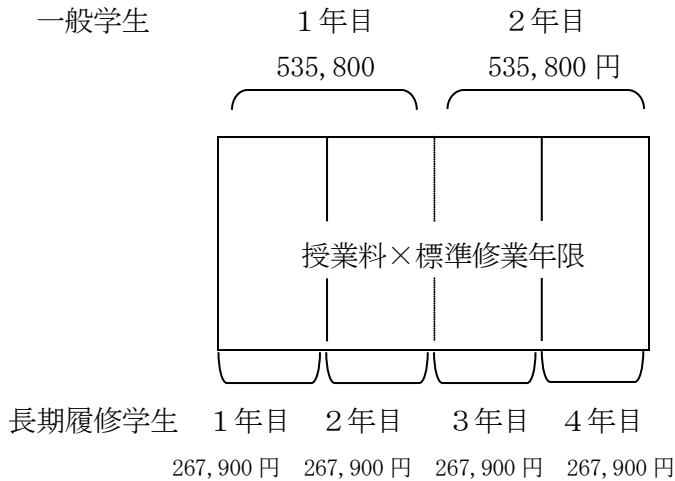 一般学生 １年目 ２年目
535,800 535,800 円
授業料×標準修業年限
長期履修学生 １年目 ２年目 ３年目 ４年目
267,900 円 267,900 円 267,900 円 267,900 円